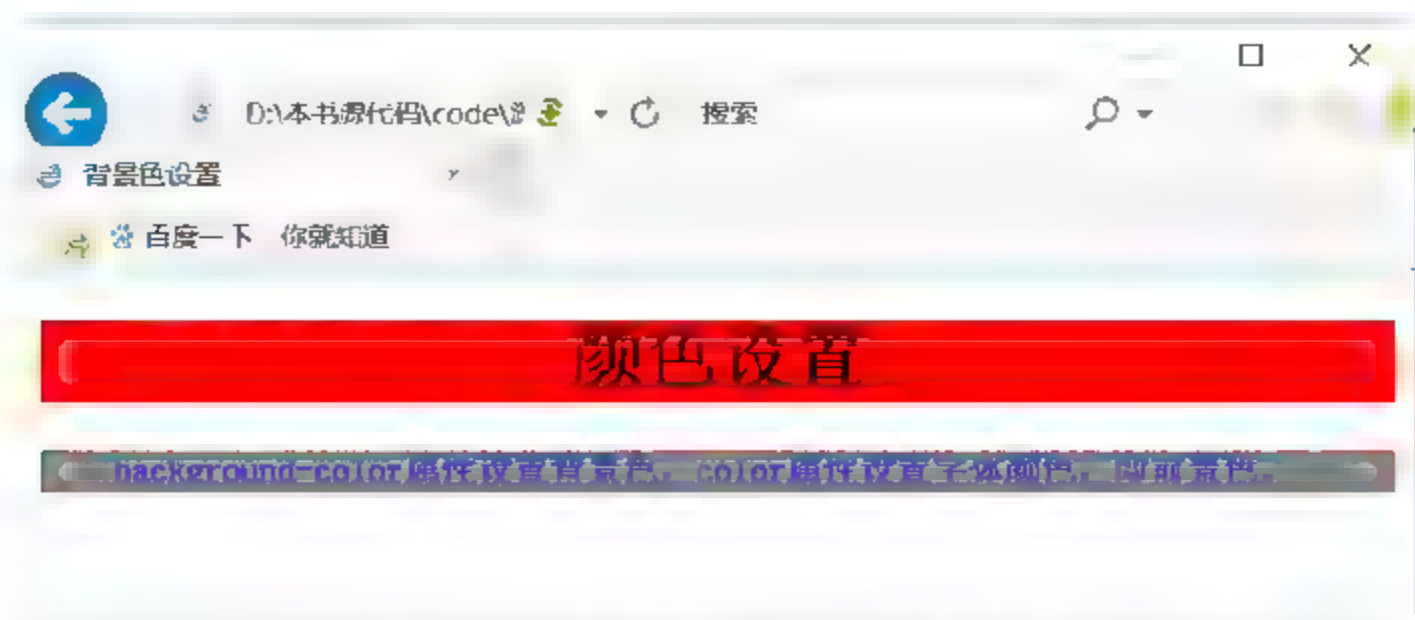 D:\本书源代码\code\ 搜索
背景色设置
百度一下 你就知道
颜色设置
background-color属性设置背景色，color属性设置字体颜色，即前景色。